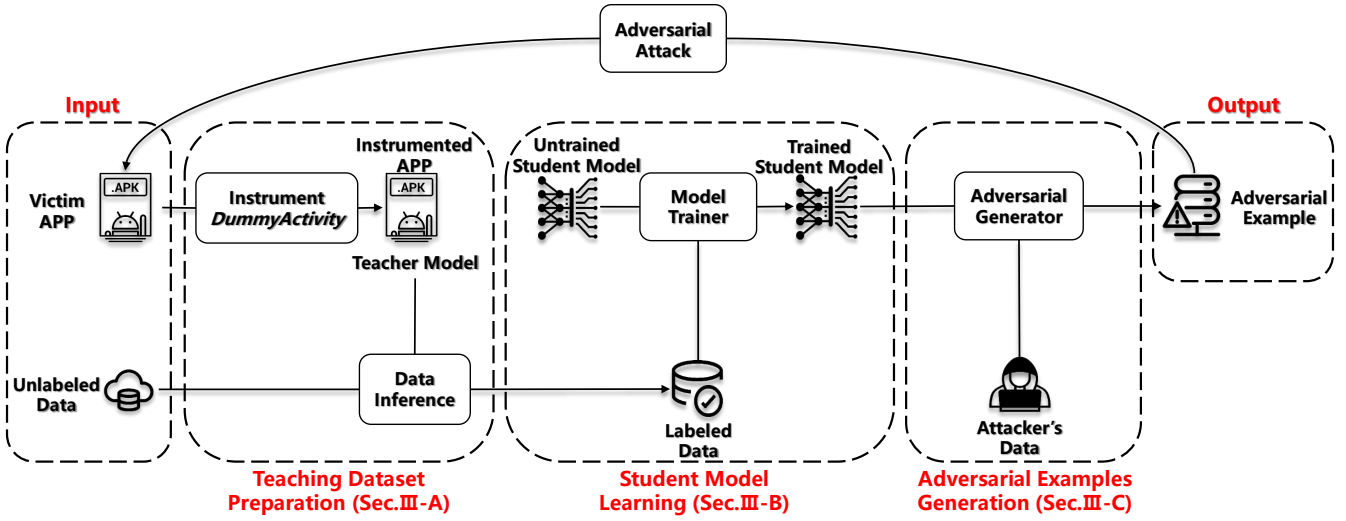 Adversarial
Attack
Input
Output
Victim
APP
.APK
Instrument
DummyActivity
Instrumented
APP
.APK
Teacher Model
Unlabeled
Data
Data
Inference
Teaching Dataset
Preparation (Sec.Ⅲ-A)
Untrained
Student Model
Model
Trainer
Trained
Student Model
Labeled
Data
Student Model
Learning (Sec.Ⅲ-B)
Adversarial
Generator
Attacker's
Data
Adversarial Examples
Generation (Sec.Ⅲ-C)
Adversarial
Example